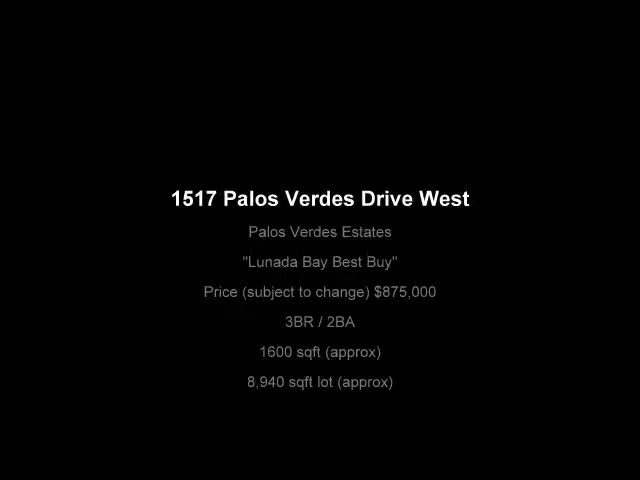 1517 Palos Verdes Drive West
Palos Verdes Estates
"Lunada Bay Best Buy"
Price (subject to change) $875,000
3BR / 2BA
1600 sqft (approx)
8,940 sqft lot (approx)